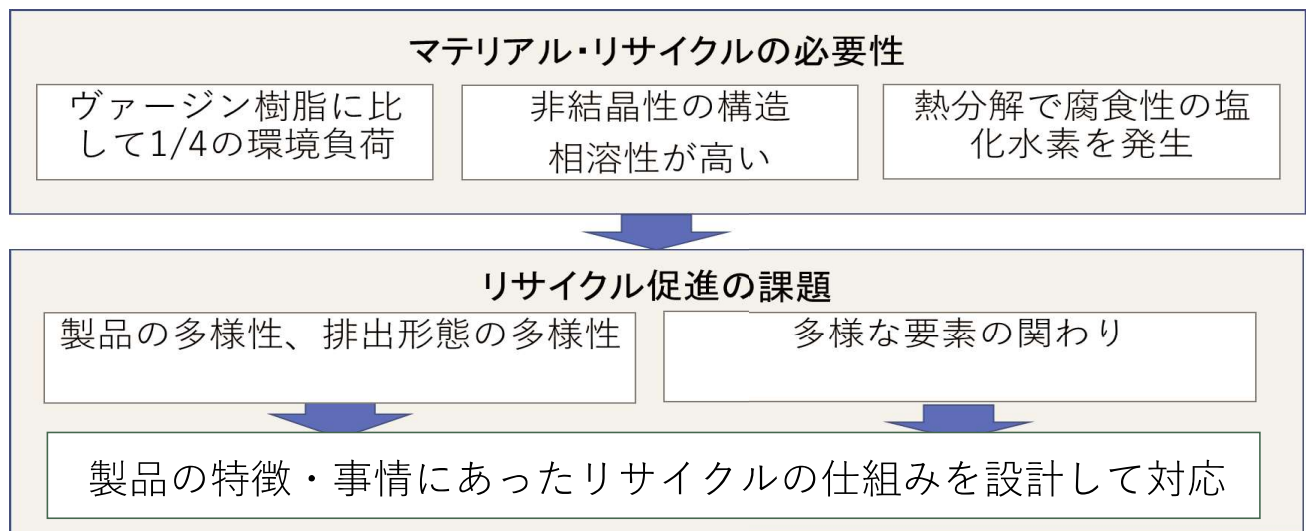 マテリアル・リサイクルの必要性
ヴァージン樹脂に比
して1/4の環境負荷
非結晶性の構造
相溶性が高い
熱分解で腐食性の塩
化水素を発生
リサイクル促進の課題
製品の多様性、排出形態の多様性
多様な要素の関わり
製品の特徴・事情にあったリサイクルの仕組みを設計して対応